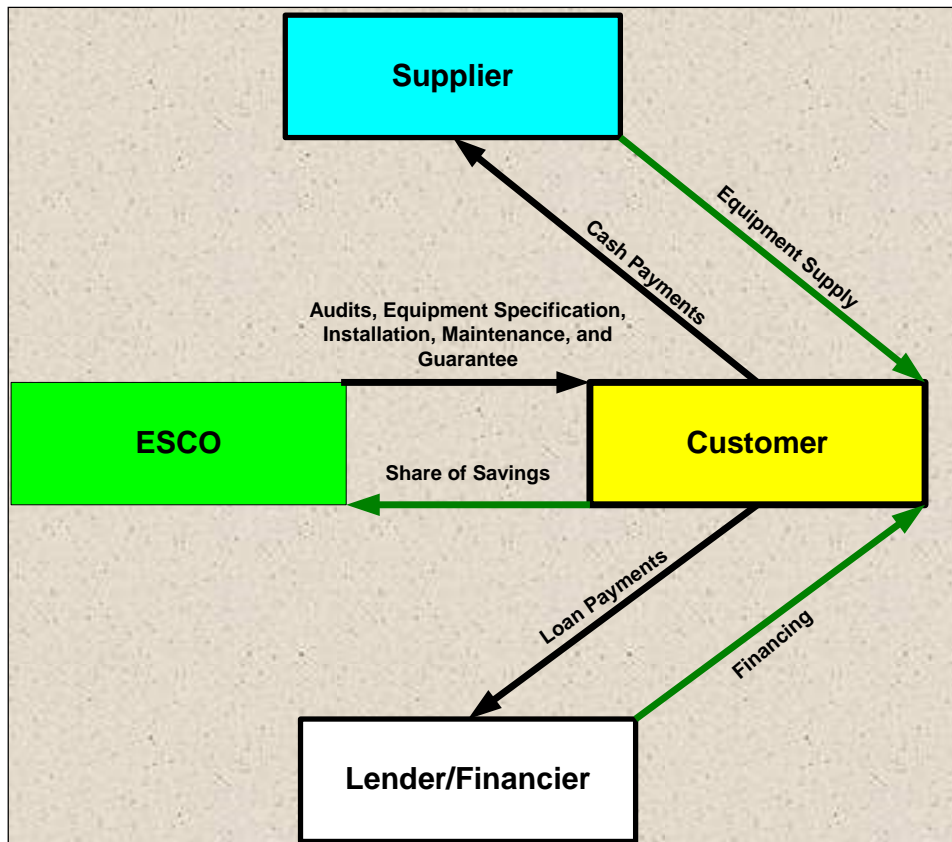 Supplier
Equipment Supply
Cash Payments
Audits, Equipment Specification,
Installation, Maintenance, and
Guarantee
ESCO
Customer
Share of Savings
Loan Payments
Financing
Lender/Financier